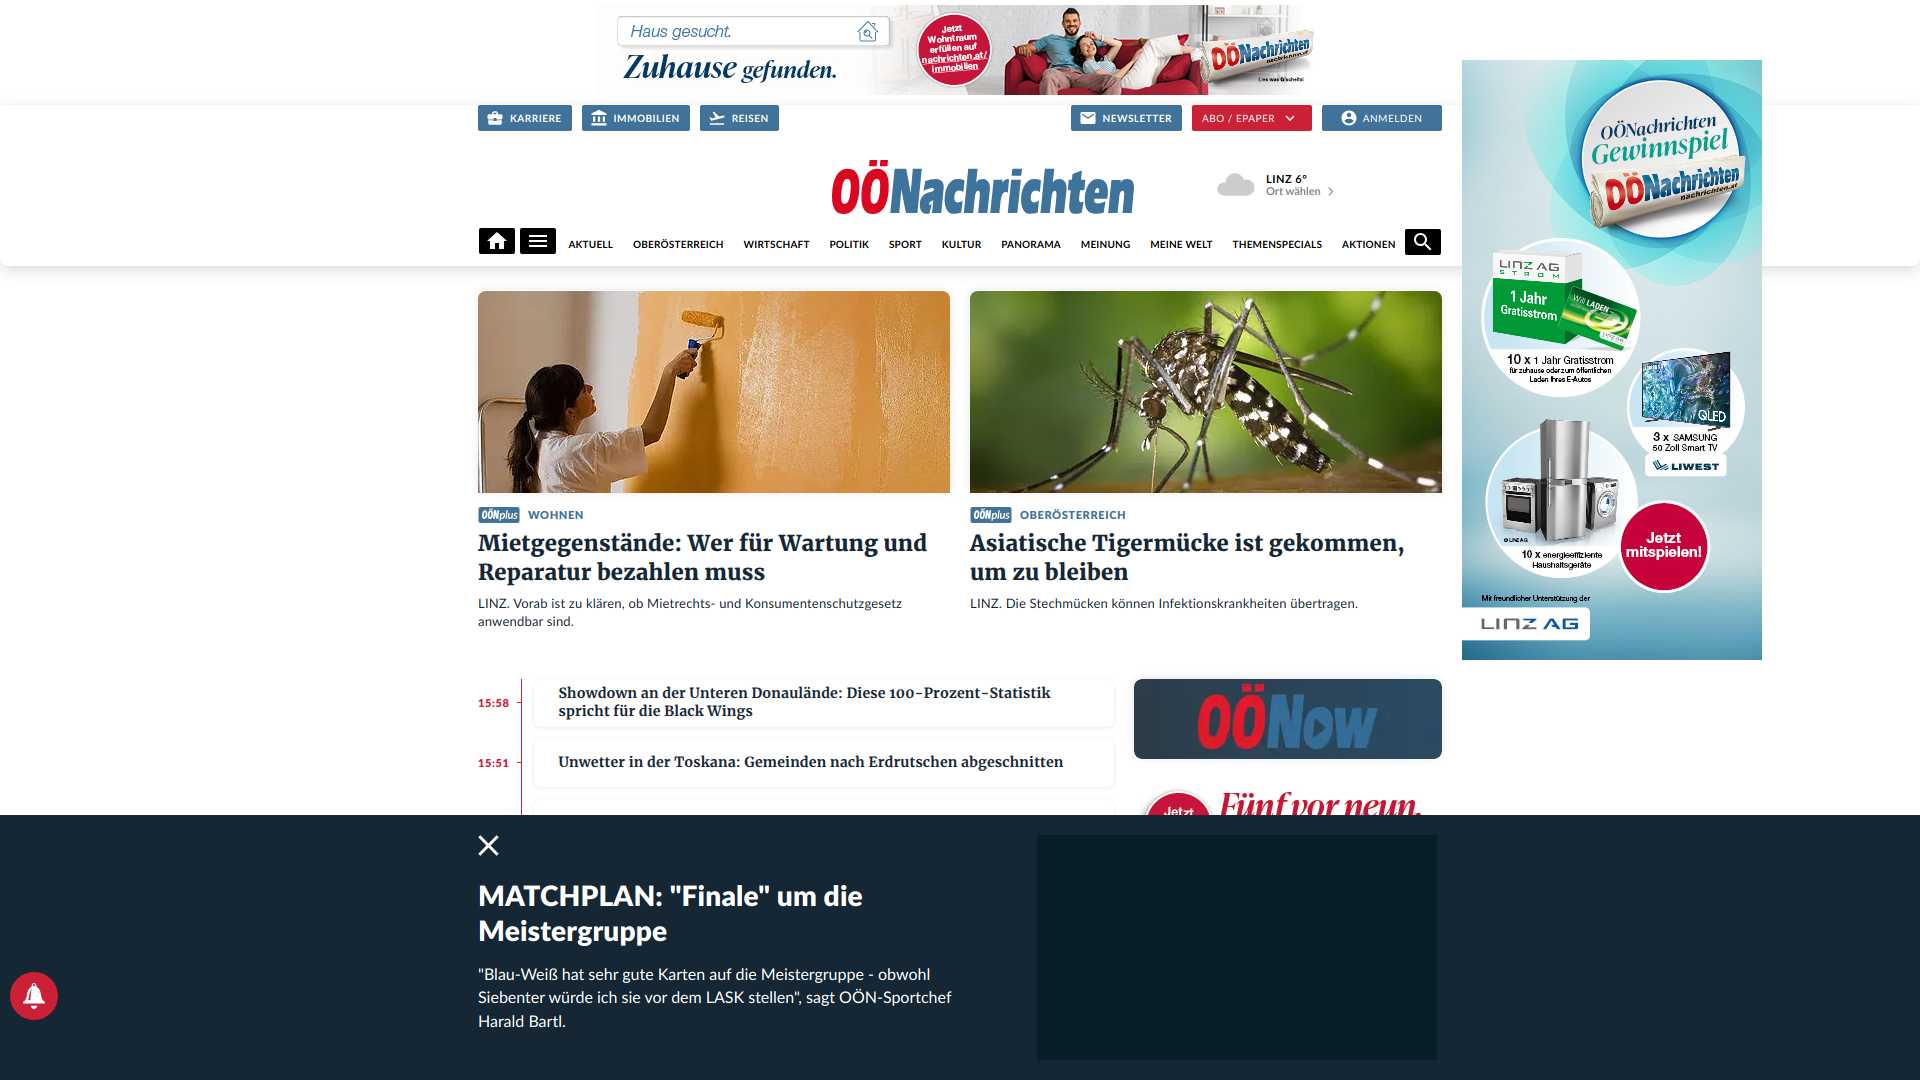 Haus gesucht.
Zuhause gefunden.
Jetzt
Wohntraum
erfüllen auf
nachrichten.at/
immobilien
OÖNachrichten
Lies was G'scheits!
KARRIERE
IMMOBILIEN
REISEN
NEWSLETTER
ABO / EPAPER
ANMELDEN
OÖNachrichten
LINZ 6°
Ort wählen
AKTUELL
OBERÖSTERREICH
WIRTSCHAFT
POLITIK
SPORT
KULTUR
PANORAMA
MEINUNG
MEINE WELT
THEMENSPECIALS
AKTIONEN
OÖNachrichten
Gewinnspiel
OÖNachrichten
nachrichten.at
LINZ AG
STROM
1 Jahr
Gratisstrom
Will LADEN
10 x 1 Jahr Gratisstrom
für zuhause oder zum öffentlichen
Laden Ihres E-Autos
QLED
3 x SAMSUNG
50 Zoll Smart TV
LIWEST
© LINZ AG
10 x energieeffiziente
Haushaltsgeräte
Jetzt
mitspielen!
Mit freundlicher Unterstützung der
LINZ AG
OÖNplus WOHNEN
Mietgegenstände: Wer für Wartung und
Reparatur bezahlen muss
LINZ. Vorab ist zu klären, ob Mietrechts- und Konsumentenschutzgesetz
anwendbar sind.
OÖNplus OBERÖSTERREICH
Asiatische Tigermücke ist gekommen,
um zu bleiben
LINZ. Die Stechmücken können Infektionskrankheiten übertragen.
15:58
Showdown an der Unteren Donaulände: Diese 100-Prozent-Statistik
spricht für die Black Wings
15:51
Unwetter in der Toskana: Gemeinden nach Erdrutschen abgeschnitten
OÖNow
Jetzt
Fünf vor neun.
MATCHPLAN: "Finale" um die
Meistergruppe
"Blau-Weiß hat sehr gute Karten auf die Meistergruppe - obwohl
Siebenter würde ich sie vor dem LASK stellen", sagt OÖN-Sportchef
Harald Bartl.